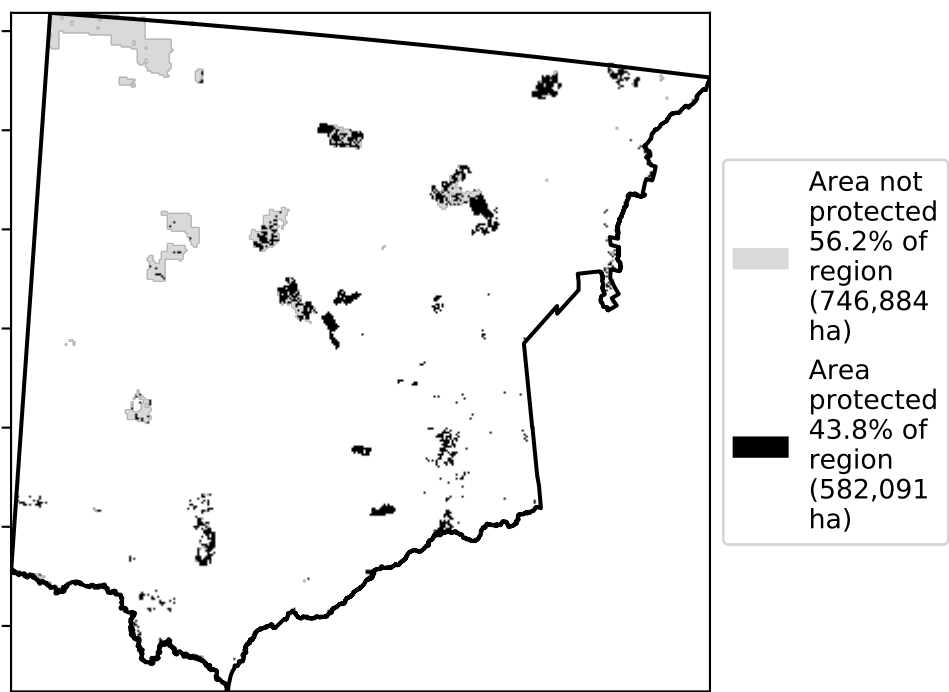 Area not
protected
56.2% of
region
(746,884
ha)
Area
protected
43.8% of
region
(582,091
ha)